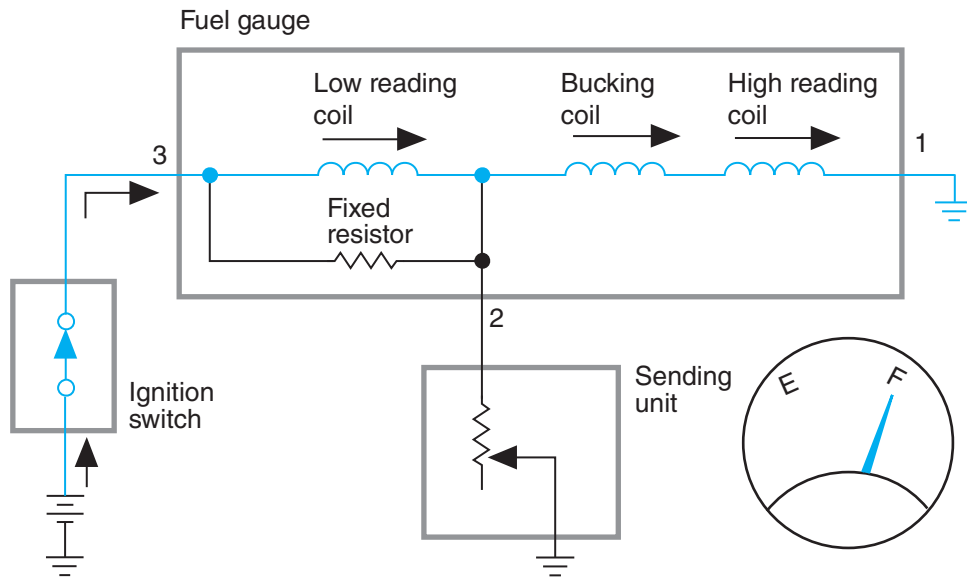 Fuel gauge
Low reading
coil
Bucking
coil
High reading
coil
3
1
Fixed
resistor
2
Ignition
switch
Sending
unit
E
F